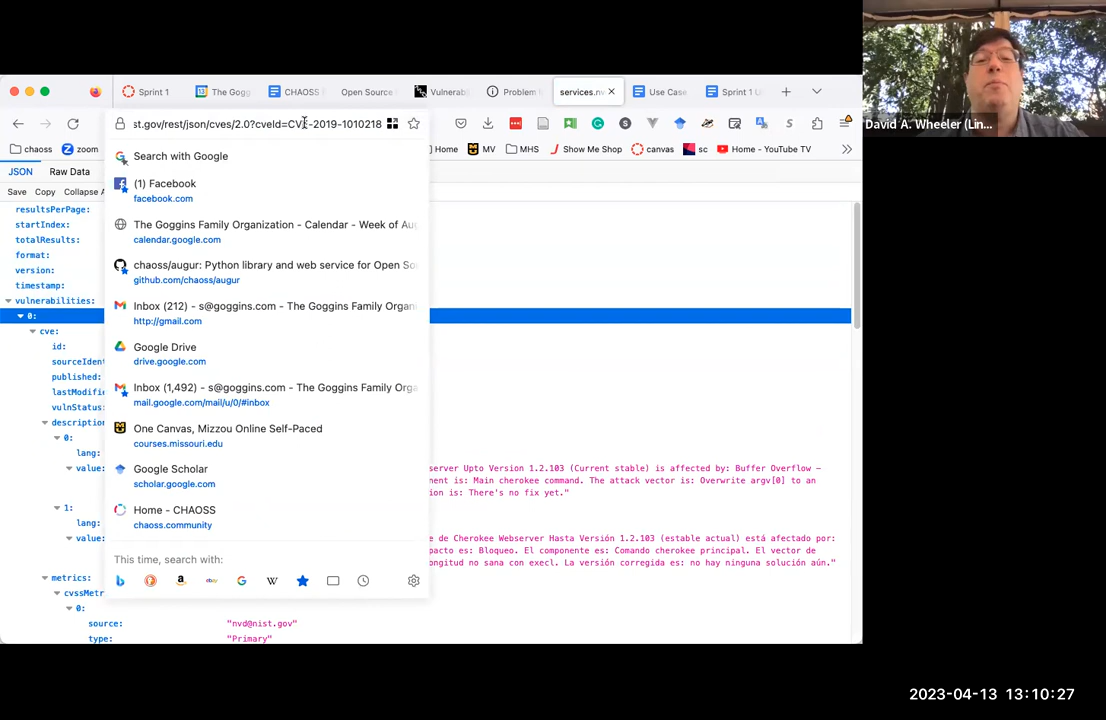 Sprint 1
The Gogg
CHAOSS
Open Source
Vulnerab
Problem
services.nv
Use Case
Sprint 1 U
st.gov/rest/json/cves/2.0?cveId=CVE-2019-1010218
chaoss
zoom
Home
MV
MHS
Show Me Shop
canvas
sc
Home - YouTube TV
JSON
Raw Data
Save
Copy
Collapse A
Search with Google
(1) Facebook
facebook.com
The Goggins Family Organization - Calendar - Week of Aug
calendar.google.com
chaoss/augur: Python library and web service for Open So
github.com/chaoss/augur
Inbox (212) - s@goggins.com - The Goggins Family Organ
http://gmail.com
Google Drive
drive.google.com
Inbox (1,492) - s@goggins.com - The Goggins Family Orga
mail.google.com/mail/u/0/#inbox
One Canvas, Mizzou Online Self-Paced
courses.missouri.edu
Google Scholar
scholar.google.com
Home - CHAOSS
chaoss.community
This time, search with:
resultsPerPage:
startIndex:
totalResults:
format:
version:
timestamp:
vulnerabilities:
0:
cve:
id:
sourceIdent
published:
lastModifie
vulnStatus:
description
0:
lang:
value:
server Upto Version 1.2.103 (Current stable) is affected by: Buffer Overflow –
nent is: Main cherokee command. The attack vector is: Overwrite argv[0] to an
ion is: There's no fix yet."
1:
lang:
value:
e de Cherokee Webserver Hasta Version 1.2.103 (estable actual) está afectado por:
pacto es: Bloqueo. El componente es: Comando cherokee principal. El vector de
ongitud no sana con execl. La versión corregida es: no hay ninguna solución aún."
metrics:
cvssMetr
0:
source: "nvd@nist.gov"
type: "Primary"
David A. Wheeler (Lin...
2023-04-13 13:10:27